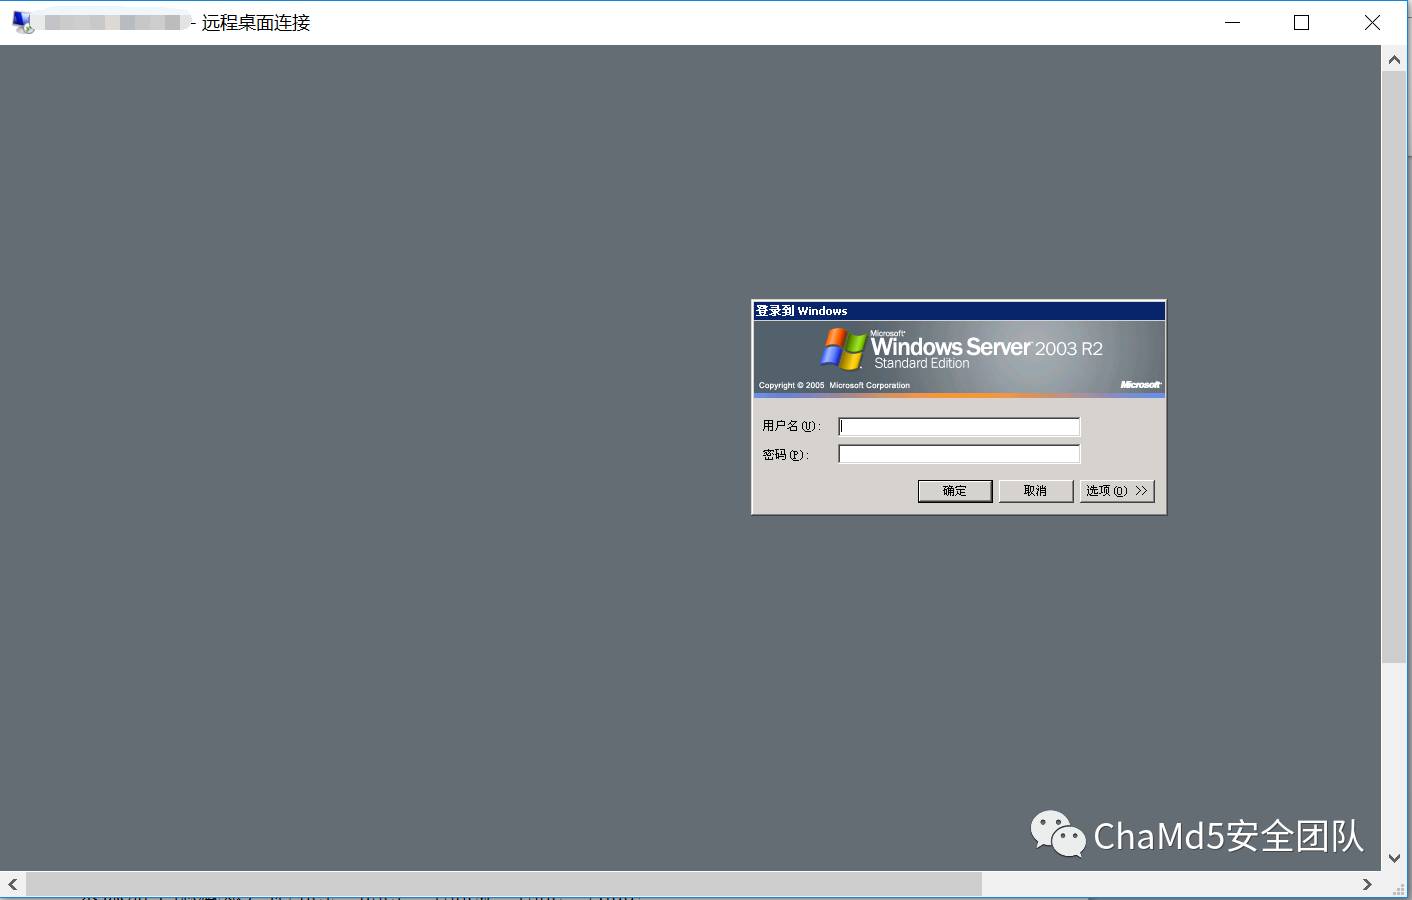 - 远程桌面连接
登录到 Windows
Microsoft
Windows Server 2003 R2
Standard Edition
Copyright © 2005 Microsoft Corporation
Microsoft
用户名(U):
密码(P):
确定
取消
选项(O) >>
ChaMd5安全团队